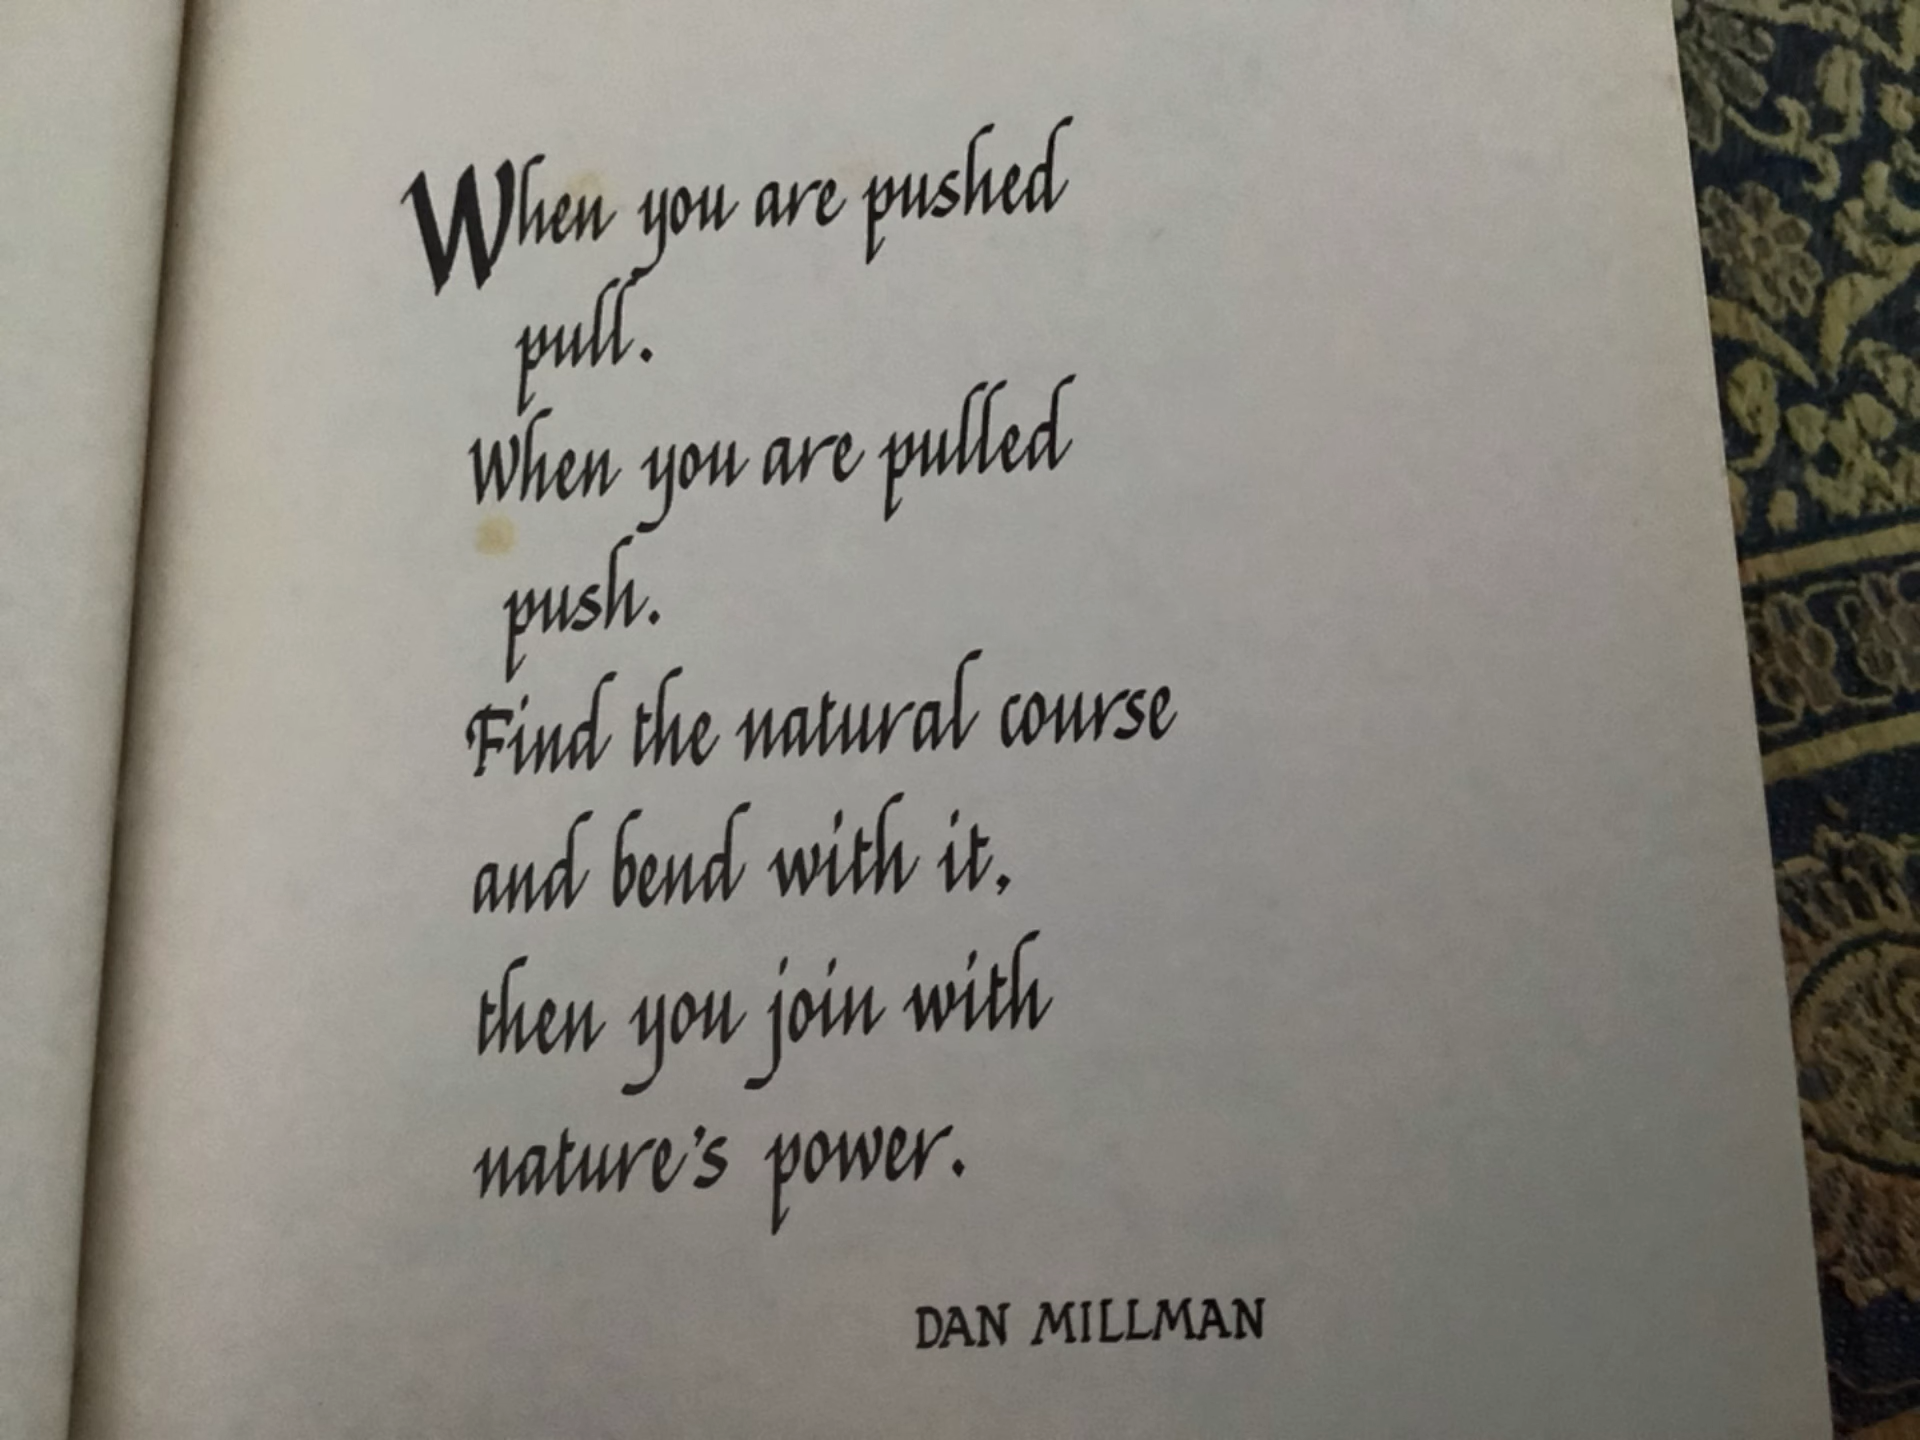 When you are pushed
pull.
When you are pulled
push.
Find the natural course
and bend with it,
then you join with
nature's power.
DAN MILLMAN